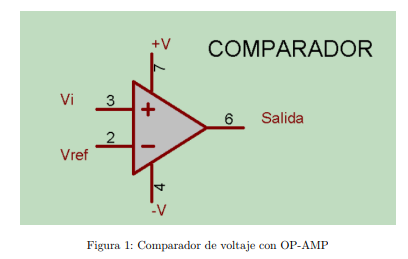 +V
COMPARADOR
7
Vi
3
6
Salida
2
Vref
4
-V
Figura 1: Comparador de voltaje con OP-AMP